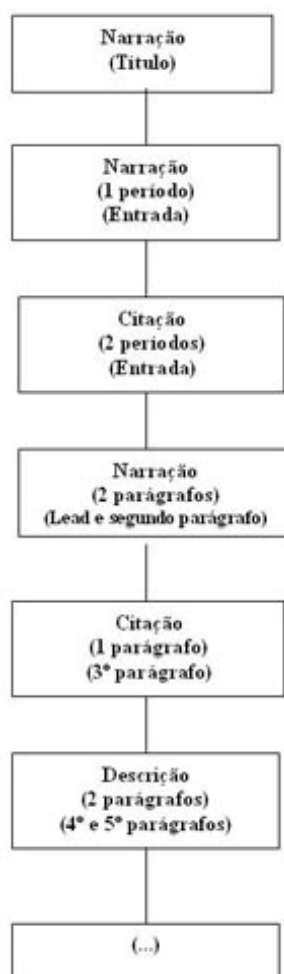 Narração
(Título)
Narração
(1 período)
(Entrada)
Citação
(2 períodos)
(Entrada)
Narração
(2 parágrafos)
(Lead e segundo parágrafo)
Citação
(1 parágrafo)
(3º parágrafo)
Descrição
(2 parágrafos)
(4º e 5º parágrafos)
(...)